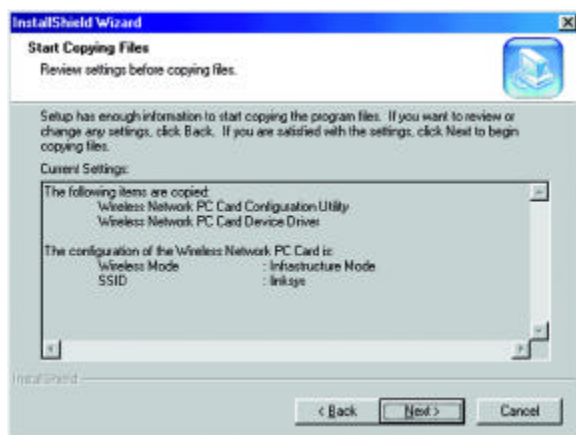 InstallShield Wizard
Start Copying Files
Review settings before copying files.
Setup has enough information to start copying the program files. If you want to review or
change any settings, click Back. If you are satisfied with the settings, click Next to begin
copying files.
Current Settings:
The following items are copied:
Wireless Network PC Card Configuration Utility
Wireless Network PC Card Device Driver
The configuration of the Wireless Network PC Card is:
Wireless Mode : Infrastructure Mode
SSID : linksys
InstallShield
< Back
Next >
Cancel